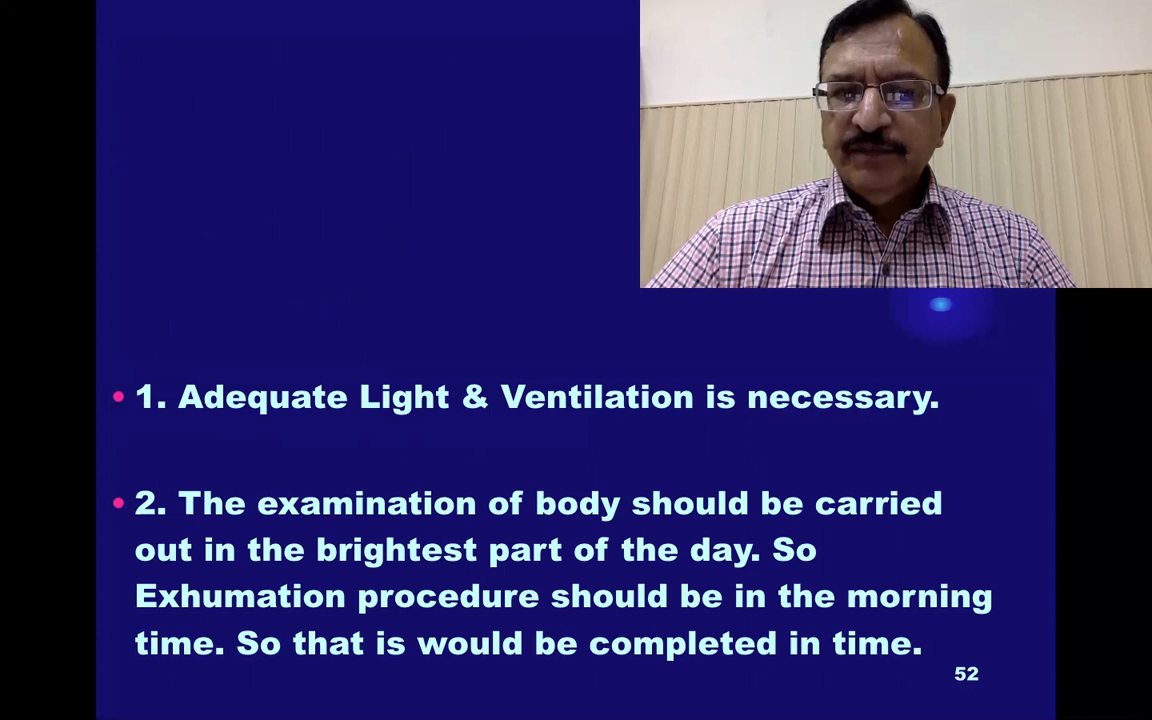 • 1. Adequate Light & Ventilation is necessary.
• 2. The examination of body should be carried
out in the brightest part of the day. So
Exhumation procedure should be in the morning
time. So that is would be completed in time.
52